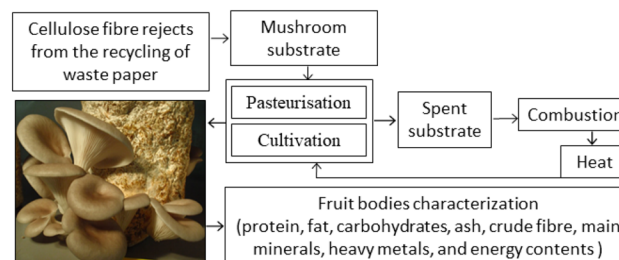 Cellulose fibre rejects
from the recycling of
waste paper
Mushroom
substrate
Pasteurisation
Cultivation
Spent
substrate
Combustion
Heat
Fruit bodies characterization
(protein, fat, carbohydrates, ash, crude fibre, main
minerals, heavy metals, and energy contents )